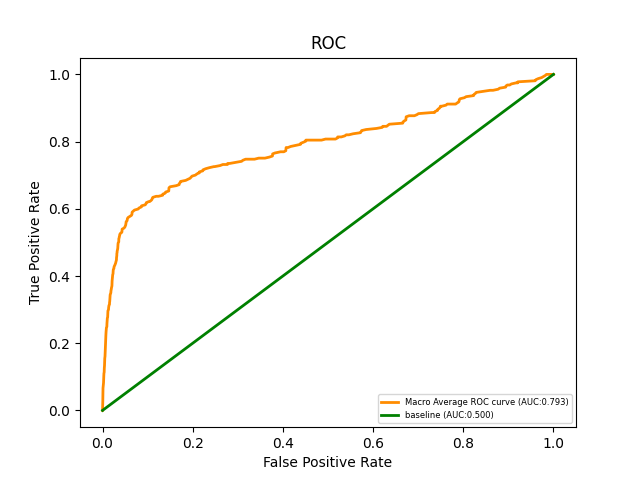 ROC
1.0
0.8
0.6
0.4
0.2
0.0
True Positive Rate
Macro Average ROC curve (AUC:0.793)
baseline (AUC:0.500)
0.0 0.2 0.4 0.6 0.8 1.0
False Positive Rate